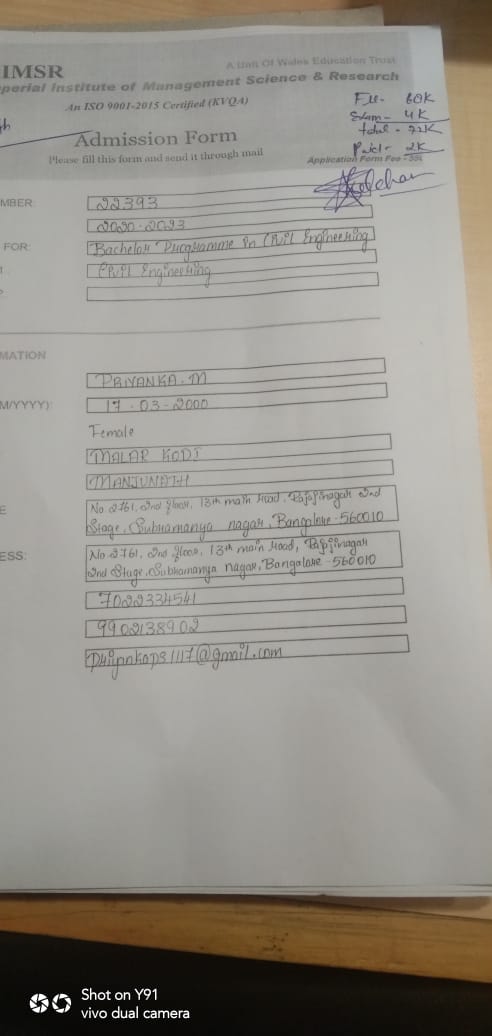 IMSR
A Unit Of Wales Education Trust
perial Institute of Management Science & Research
An ISO 9001-2015 Certified (KVQA)
Admission Form
Please fill this form and send it through mail
Application Form Fee -
Fee- 60K
Exam- 4K
total -
Paid- 2K
MBER: 22393
2020-2023
FOR: Bachelor Programme in Civil Engineering
Civil Engineering
MATION
PRIYANKA.M
M/YYYY): 17-03-2000
Female
MALAR KODI
MANJUNATH
E No 2761, 2nd floor, 13th main road, Rajajinagar 2nd
Stage, Subramanya nagar, Bangalore-560010
ESS: No 2761, 2nd floor, 13th main road, Rajajinagar
2nd Stage, Subramanya nagar, Bangalore-560010
7022334541
9902138902
@gmail.com
Shot on Y91
vivo dual camera